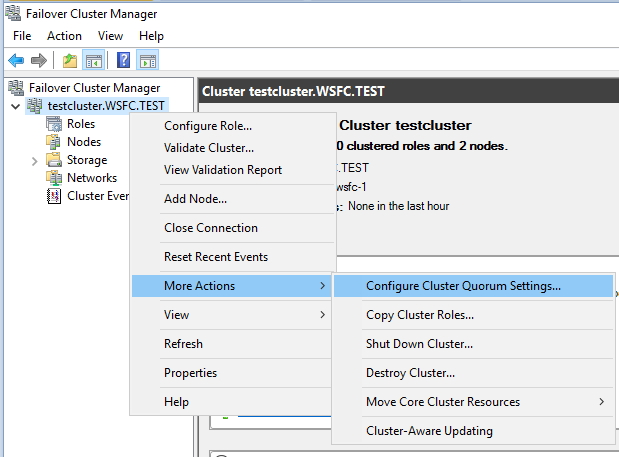 Failover Cluster Manager
File Action View Help
Failover Cluster Manager
testcluster.WSFC.TEST
Roles
Nodes
Storage
Networks
Cluster Ever
Cluster testcluster.WSFC.TEST
Cluster testcluster
0 clustered roles and 2 nodes.
.TEST
wsfc-1
None in the last hour
Configure Role...
Validate Cluster...
View Validation Report
Add Node...
Close Connection
Reset Recent Events
More Actions
View
Refresh
Properties
Help
Configure Cluster Quorum Settings...
Copy Cluster Roles...
Shut Down Cluster...
Destroy Cluster...
Move Core Cluster Resources
Cluster-Aware Updating